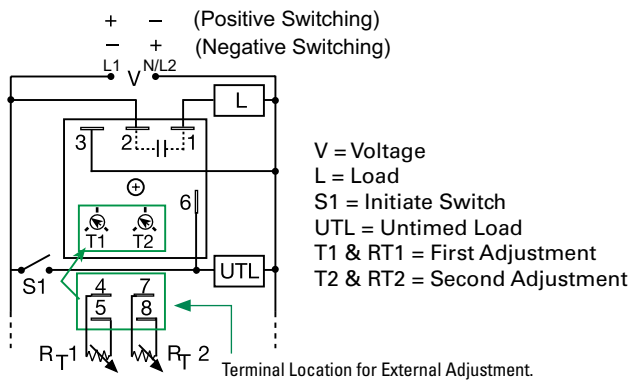 + − (Positive Switching)
− + (Negative Switching)
L1 V N/L2
L
3 2 1
V = Voltage
L = Load
S1 = Initiate Switch
UTL = Untimed Load
T1 & RT1 = First Adjustment
T2 & RT2 = Second Adjustment
6
T1 T2
S1
UTL
4 7
5 8
RT1 RT2
Terminal Location for External Adjustment.